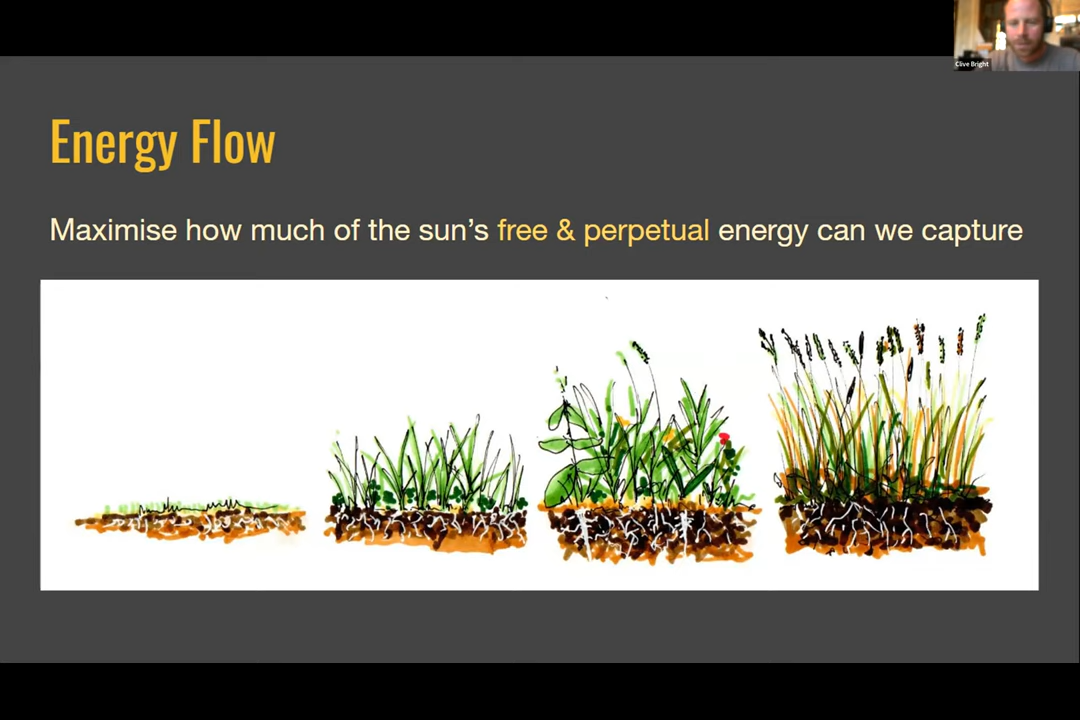 Clive Bright
Energy Flow
Maximise how much of the sun’s free & perpetual energy can we capture